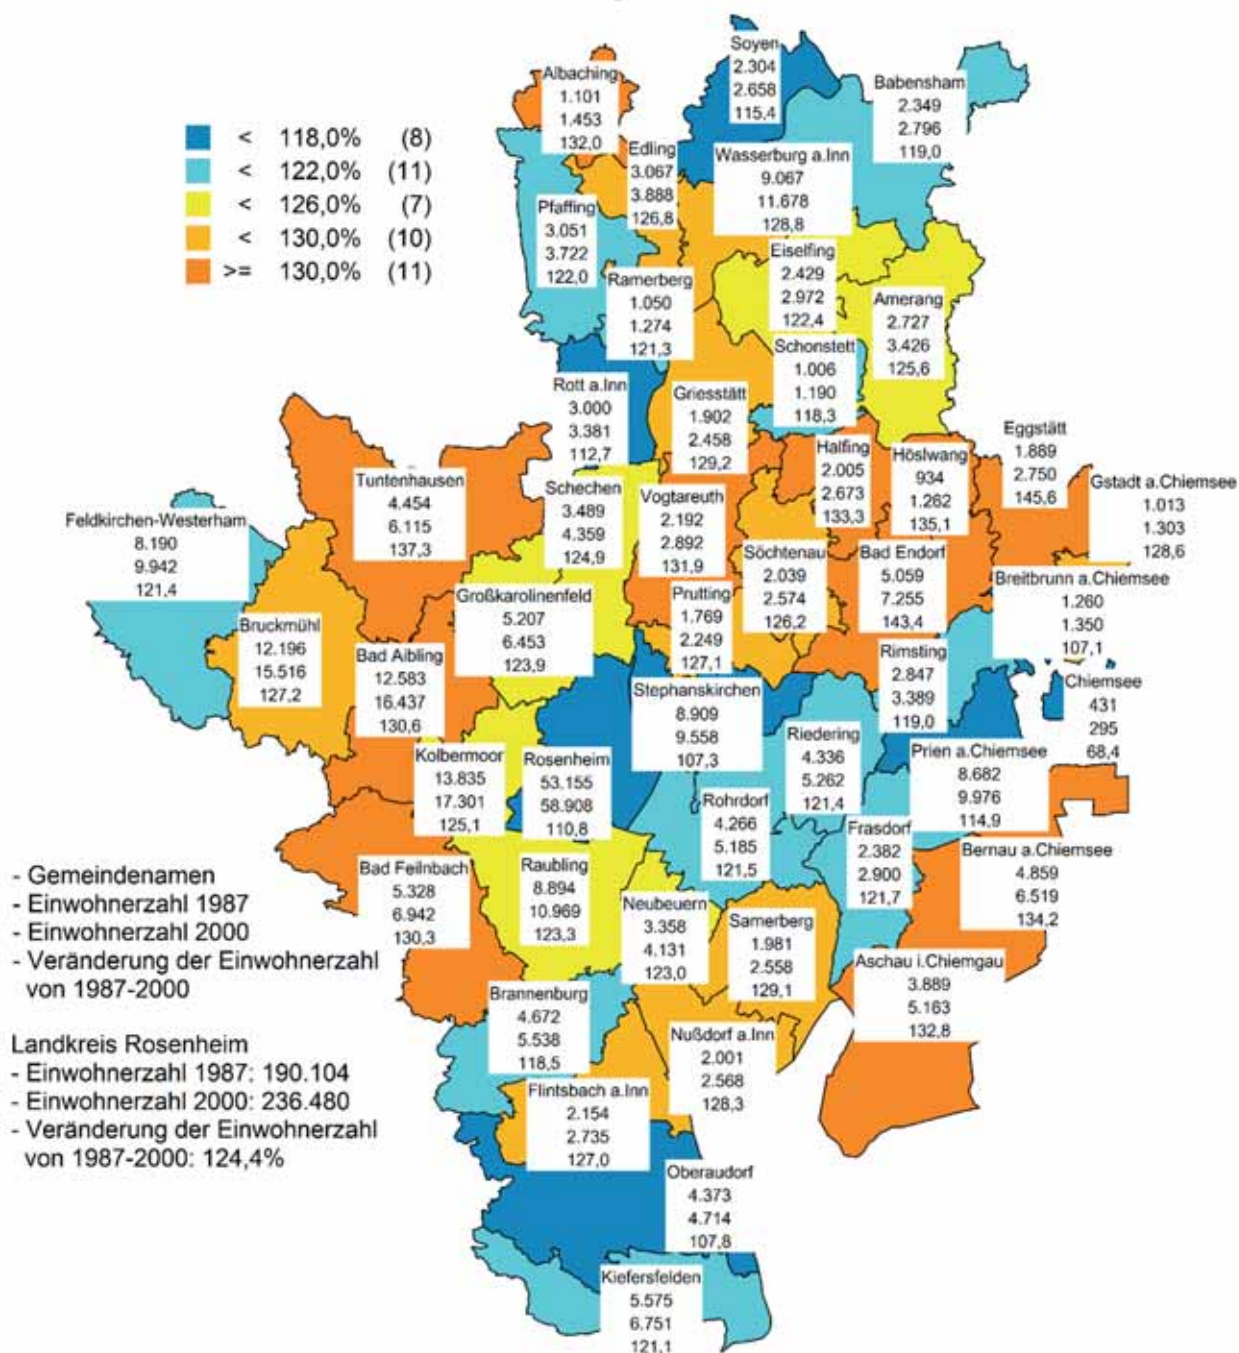 Soyen
2.304
2.658
115,4
Albaching
1.101
1.453
132,0
Babensham
2.349
2.796
119,0
< 118,0% (8)
< 122,0% (11)
< 126,0% (7)
< 130,0% (10)
>= 130,0% (11)
Edling
3.067
3.888
126,8
Wasserburg a.Inn
9.067
11.678
128,8
Pfaffing
3.051
3.722
122,0
Eiselfing
2.429
2.972
122,4
Ramerberg
1.050
1.274
121,3
Amerang
2.727
3.426
125,6
Schonstett
1.006
1.190
118,3
Rott a.Inn
3.000
3.381
112,7
Griesstätt
1.902
2.458
129,2
Eggstätt
1.889
2.750
145,6
Halfing
2.005
2.673
133,3
Höslwang
934
1.262
135,1
Gstadt a.Chiemsee
1.013
1.303
128,6
Tuntenhausen
4.454
6.115
137,3
Schechen
3.489
4.359
124,9
Vogtareuth
2.192
2.892
131,9
Feldkirchen-Westerham
8.190
9.942
121,4
Söchtenau
2.039
2.574
126,2
Bad Endorf
5.059
7.255
143,4
Breitbrunn a.Chiemsee
1.260
1.350
107,1
Großkarolinenfeld
5.207
6.453
123,9
Prutting
1.769
2.249
127,1
Bruckmühl
12.196
15.516
127,2
Bad Aibling
12.583
16.437
130,6
Rimsting
2.847
3.389
119,0
Chiemsee
431
295
68,4
Stephanskirchen
8.909
9.558
107,3
Riedering
4.336
5.262
121,4
Prien a.Chiemsee
8.682
9.976
114,9
Kolbermoor
13.835
17.301
125,1
Rosenheim
53.155
58.908
110,8
Rohrdorf
4.266
5.185
121,5
Frasdorf
2.382
2.900
121,7
Bernau a.Chiemsee
4.859
6.519
134,2
Bad Feilnbach
5.328
6.942
130,3
Raubling
8.894
10.969
123,3
Neubeuern
3.358
4.131
123,0
Samerberg
1.981
2.558
129,1
Aschau i.Chiemgau
3.889
5.163
132,8
- Gemeindenamen
- Einwohnerzahl 1987
- Einwohnerzahl 2000
- Veränderung der Einwohnerzahl
von 1987-2000
Brannenburg
4.672
5.538
118,5
Nußdorf a.Inn
2.001
2.568
128,3
Landkreis Rosenheim
- Einwohnerzahl 1987: 190.104
- Einwohnerzahl 2000: 236.480
- Veränderung der Einwohnerzahl
von 1987-2000: 124,4%
Flintsbach a.Inn
2.154
2.735
127,0
Oberaudorf
4.373
4.714
107,8
Kiefersfelden
5.575
6.751
121,1